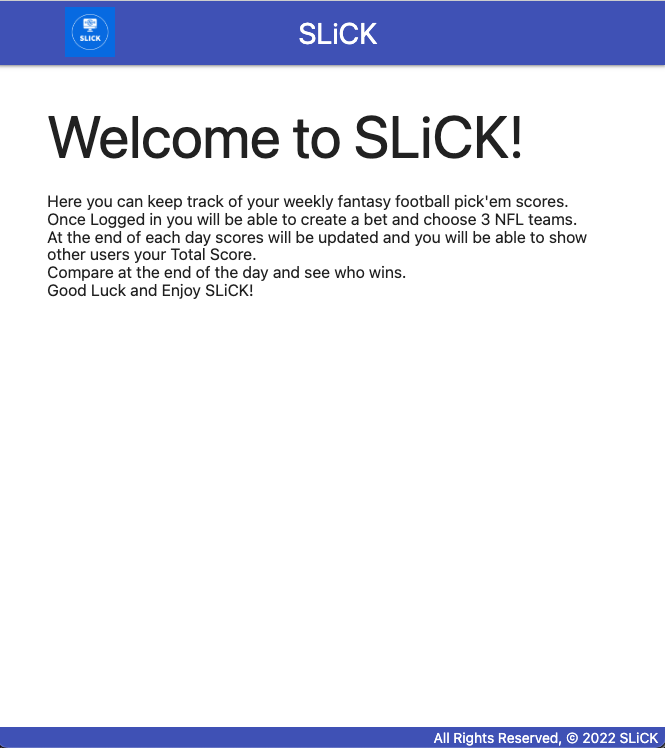 SLiCK
SLiCK
Welcome to SLiCK!
Here you can keep track of your weekly fantasy football pick'em scores.
Once Logged in you will be able to create a bet and choose 3 NFL teams.
At the end of each day scores will be updated and you will be able to show
other users your Total Score.
Compare at the end of the day and see who wins.
Good Luck and Enjoy SLiCK!
All Rights Reserved, © 2022 SLiCK